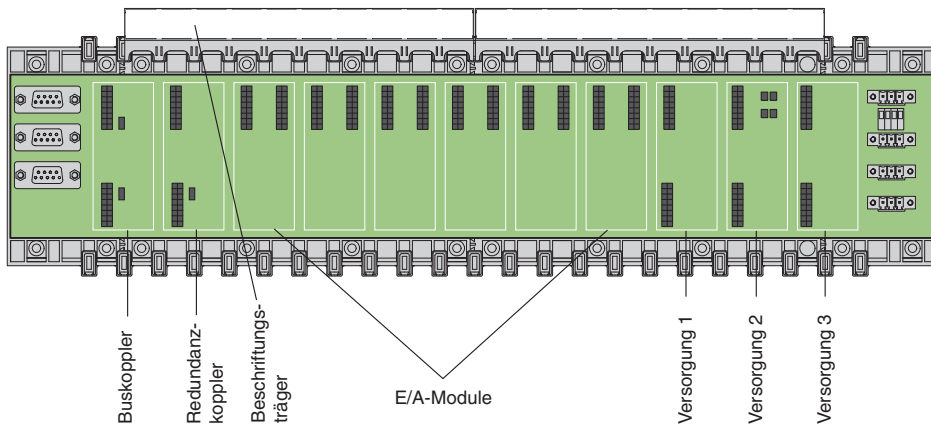 Buskoppler
Redundanz-
koppler
Beschriftungs-
träger
E/A-Module
Versorgung 1
Versorgung 2
Versorgung 3